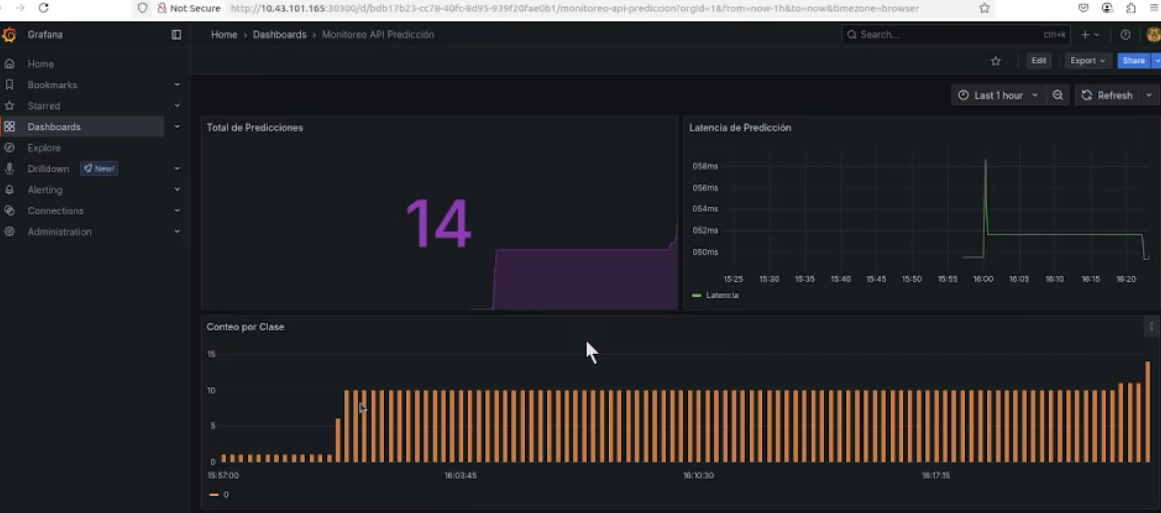 Not Secure http://10.43.101.165:30300/d/bdb17b23-cc78-40fc-8d95-939f20fae0b1/monitoreo-api-prediccion?orgId=1&from=now-1h&to=now&timezone=browser
Grafana
Home > Dashboards > Monitoreo API Predicción
Search... ctrl+k
Edit Export Share
Last 1 hour Refresh
Home
Bookmarks
Starred
Dashboards
Explore
Drilldown New!
Alerting
Connections
Administration
Total de Predicciones
14
Latencia de Predicción
058ms
056ms
054ms
052ms
050ms
15:25 15:30 15:35 15:40 15:45 15:50 15:55 16:00 16:05 16:10 16:15 16:20
Latencia
Conteo por Clase
15
10
5
0
15:57:00 16:03:45 16:10:30 16:17:15
0